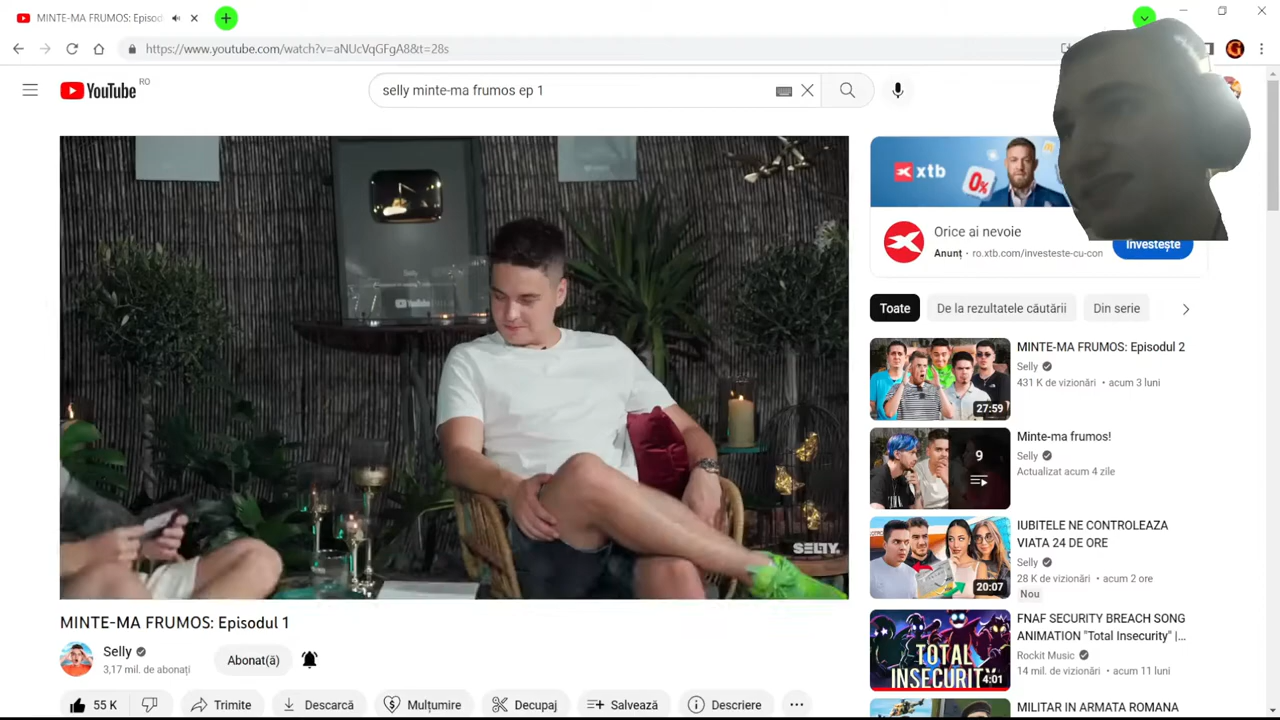 MINTE-MA FRUMOS: Episod
https://www.youtube.com/watch?v=aNUcVqGFgA8&t=28s
YouTube RO
selly minte-ma frumos ep 1
G
YouTube
SELTY.
xtb
0%
Orice ai nevoie
Anunț · ro.xtb.com/investeste-cu-con
Investește
Toate
De la rezultatele căutării
Din serie
MINTE-MA FRUMOS: Episodul 2
Selly
431 K de vizionări • acum 3 luni
27:59
Minte-ma frumos!
Selly
Actualizat acum 4 zile
9
IUBITELE NE CONTROLEAZA
VIATA 24 DE ORE
Selly
28 K de vizionări • acum 2 ore
Nou
20:07
FNAF SECURITY BREACH SONG
ANIMATION "Total Insecurity" |...
Rockit Music
14 mil. de vizionări • acum 11 luni
TOTAL
INSECURITY
4:01
MILITAR IN ARMATA ROMANA
MINTE-MA FRUMOS: Episodul 1
Selly
3,17 mil. de abonați
Abonat(ă)
55 K
Trimite
Descarcă
Mulțumire
Decupaj
Salvează
Descriere